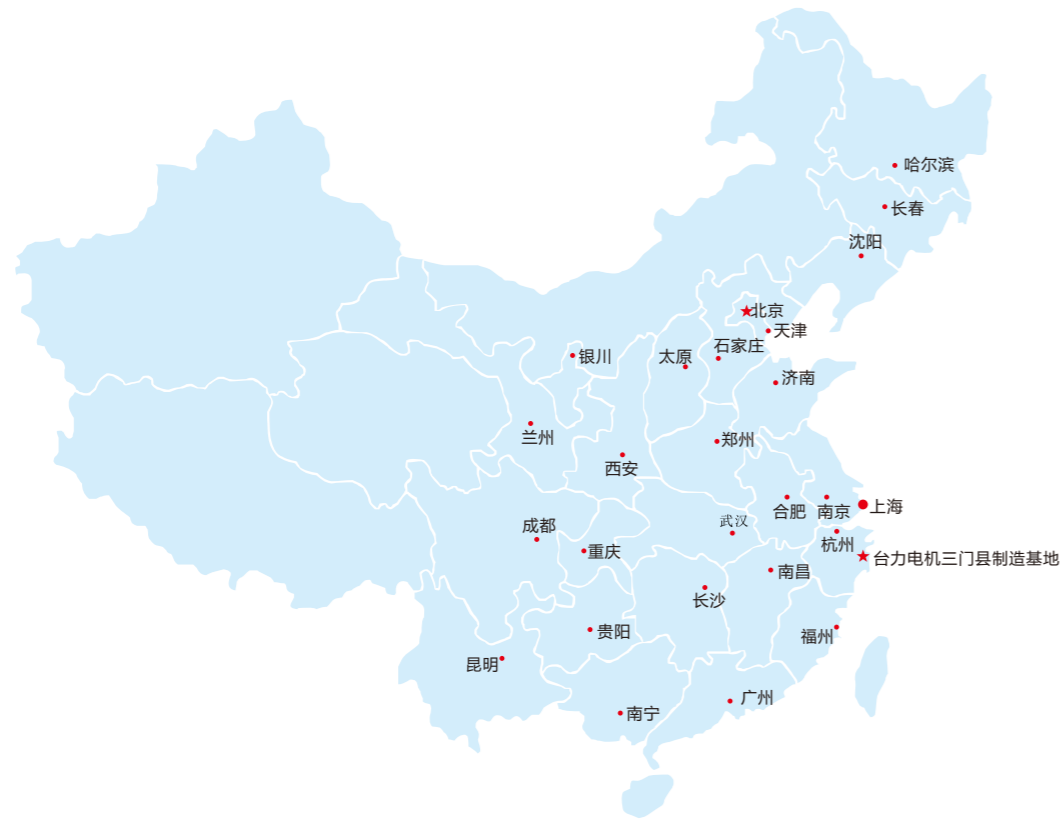 哈尔滨
长春
沈阳
北京
天津
石家庄
太原
银川
济南
兰州
郑州
西安
合肥
南京
上海
武汉
成都
杭州
重庆
台力电机三门县制造基地
南昌
长沙
贵阳
福州
昆明
广州
南宁